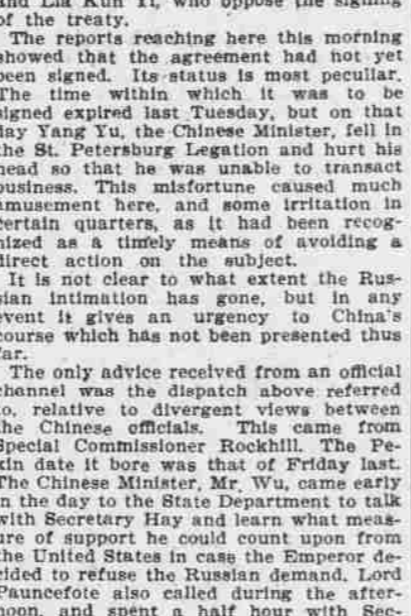 and Liu Kun Yi, who oppose the signing
of the treaty.
The reports reaching here this morning
showed that the agreement had not yet
been signed. Its status is most peculiar.
The time within which it was to be
signed expired last Tuesday, but on that
day Yang Yu, the Chinese Minister, fell in
the St. Petersburg Legation and hurt his
head so that he was unable to transact
business. This misfortune caused much
amusement here, and some irritation in
certain quarters, as it had been recog-
nized as a timely means of avoiding a
direct action on the subject.
It is not clear to what extent the Rus-
sian intimation has gone, but in any
event it gives an urgency to China's
course which has not been presented thus
far.
The only advice received from an official
channel was the dispatch above referred
to, relative to divergent views between
the Chinese officials. This came from
Special Commissioner Rockhill. The Pe-
kin date it bore was that of Friday last.
The Chinese Minister, Mr. Wu, came early
in the day to the State Department to talk
with Secretary Hay and learn what meas-
ure of support he could count upon from
the United States in case the Emperor de-
cided to refuse the Russian demand. Lord
Pauncefote also called during the after-
noon, and spent a half hour with Sec-